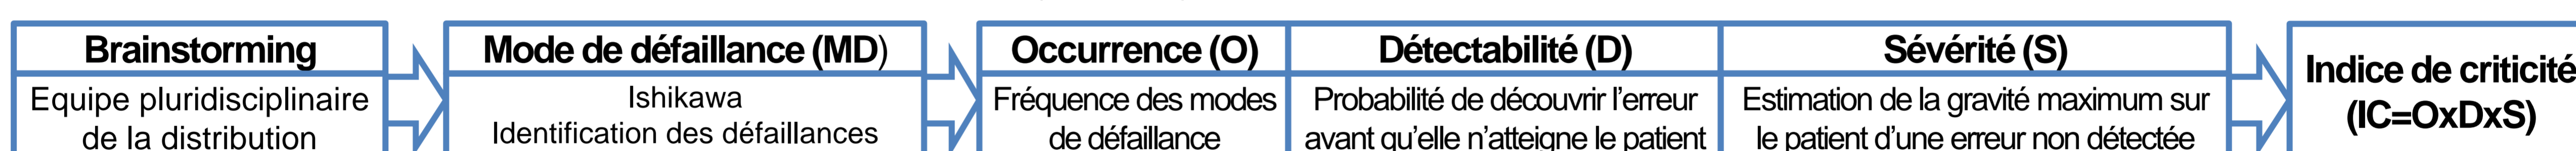 Brainstorming
Equipe pluridisciplinaire
de la distribution
Mode de défaillance (MD)
Ishikawa
Identification des défaillances
Occurrence (O)
Fréquence des modes
de défaillance
Détectabilité (D)
Probabilité de découvrir l'erreur
avant qu'elle n'atteigne le patient
Sévérité (S)
Estimation de la gravité maximum sur
le patient d'une erreur non détectée
Indice de criticité
(IC=OxDxS)